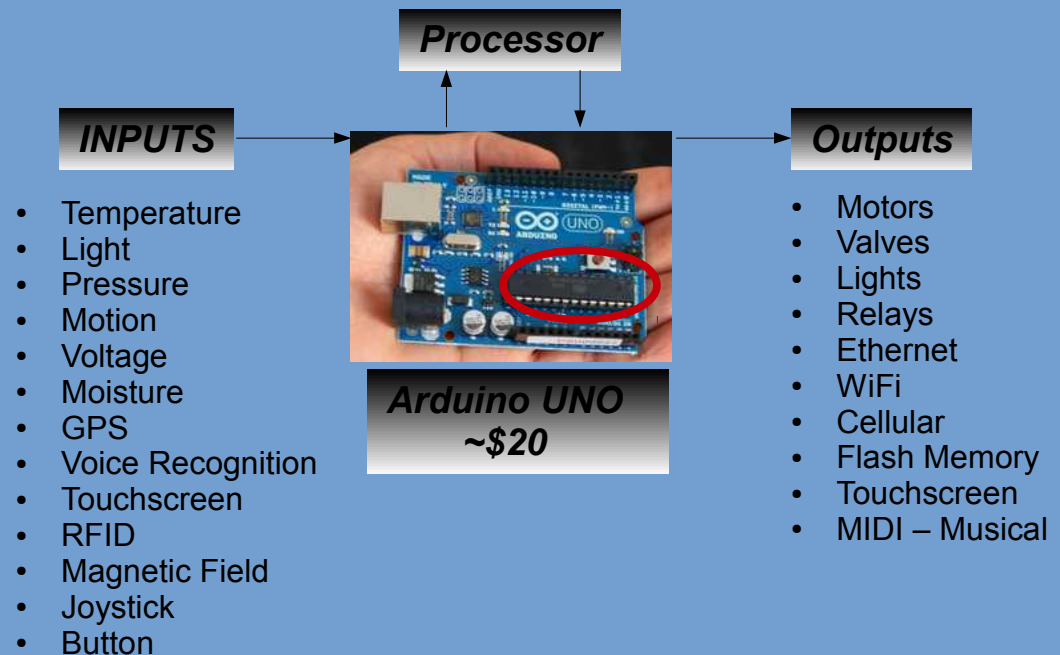 Processor
INPUTS
Outputs
• Temperature
• Light
• Pressure
• Motion
• Voltage
• Moisture
• GPS
• Voice Recognition
• Touchscreen
• RFID
• Magnetic Field
• Joystick
• Button
ARDUINO
UNO
Arduino UNO
~$20
• Motors
• Valves
• Lights
• Relays
• Ethernet
• WiFi
• Cellular
• Flash Memory
• Touchscreen
• MIDI – Musical